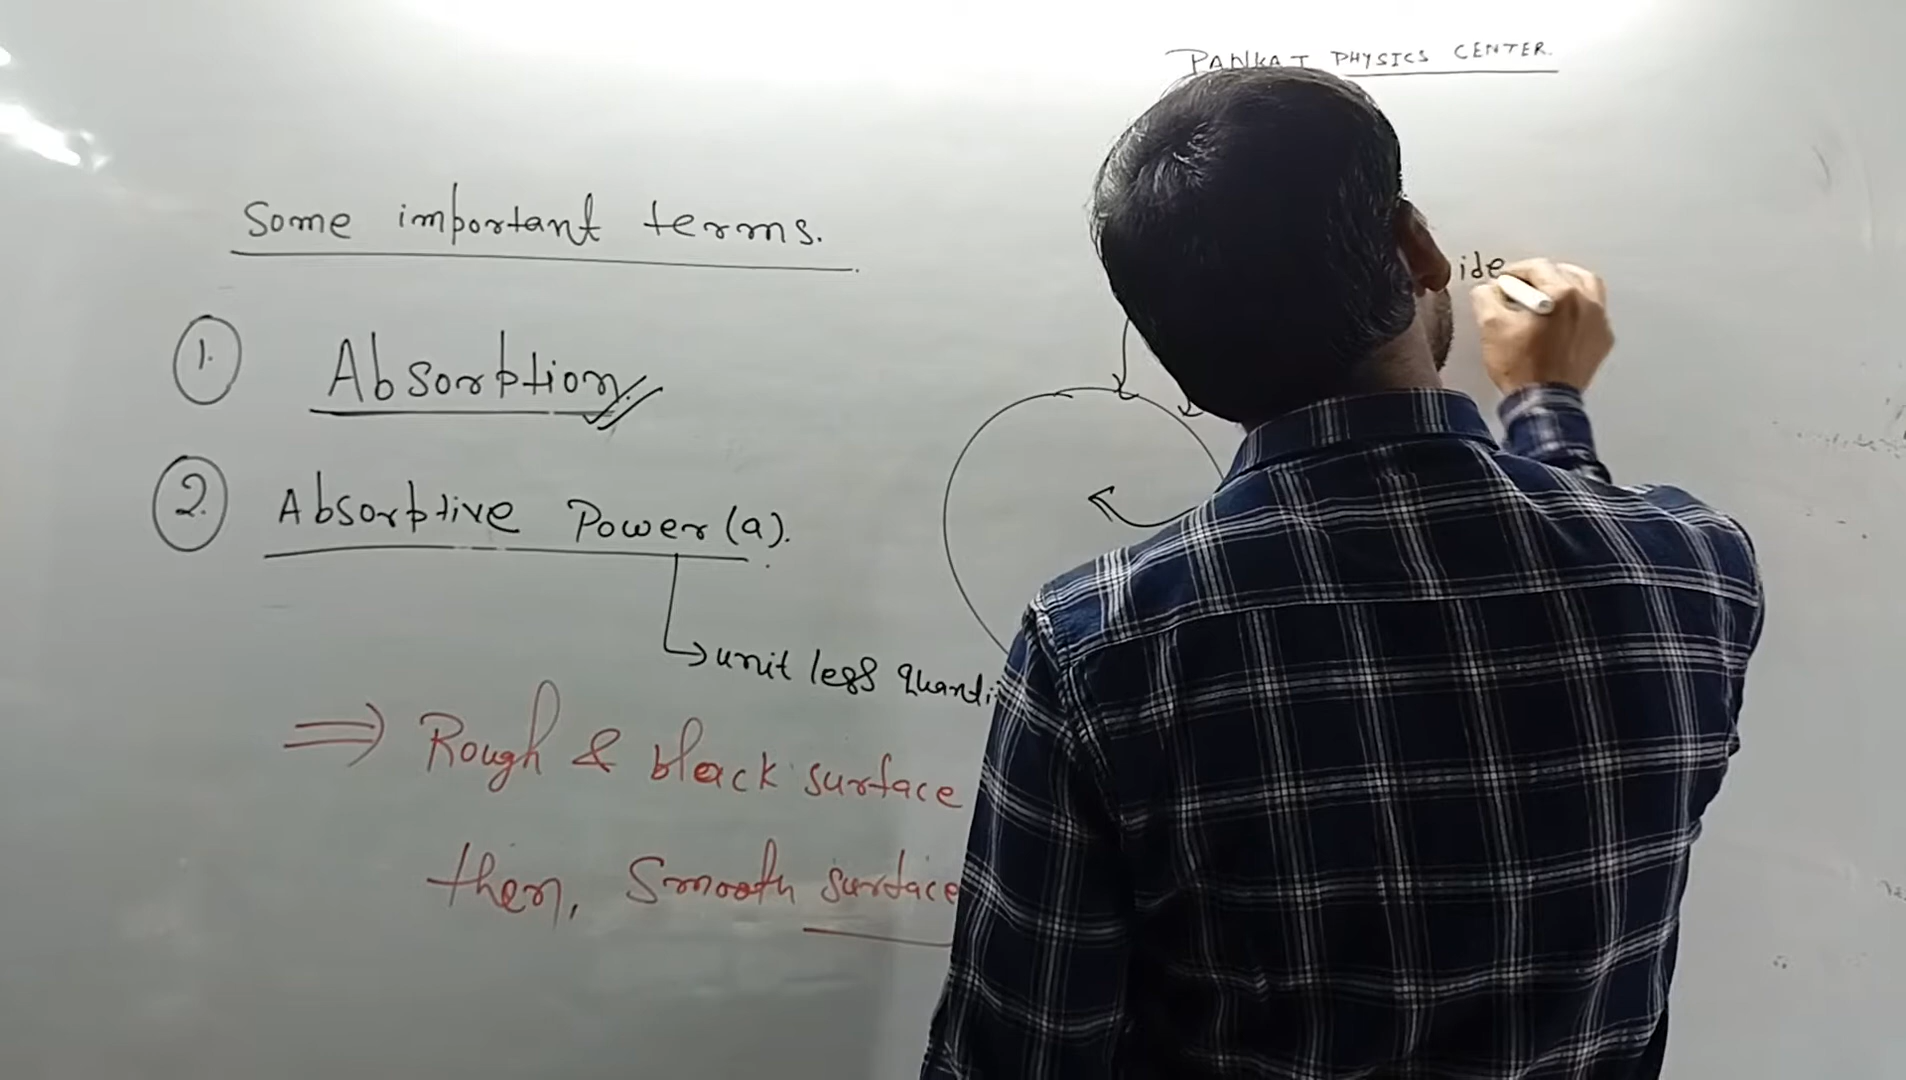 PANKAJ PHYSICS CENTER.
Some important terms.
1. Absorption
2. Absorptive Power (a).
unit less
⇒ Rough & black surface
then, Smooth surface